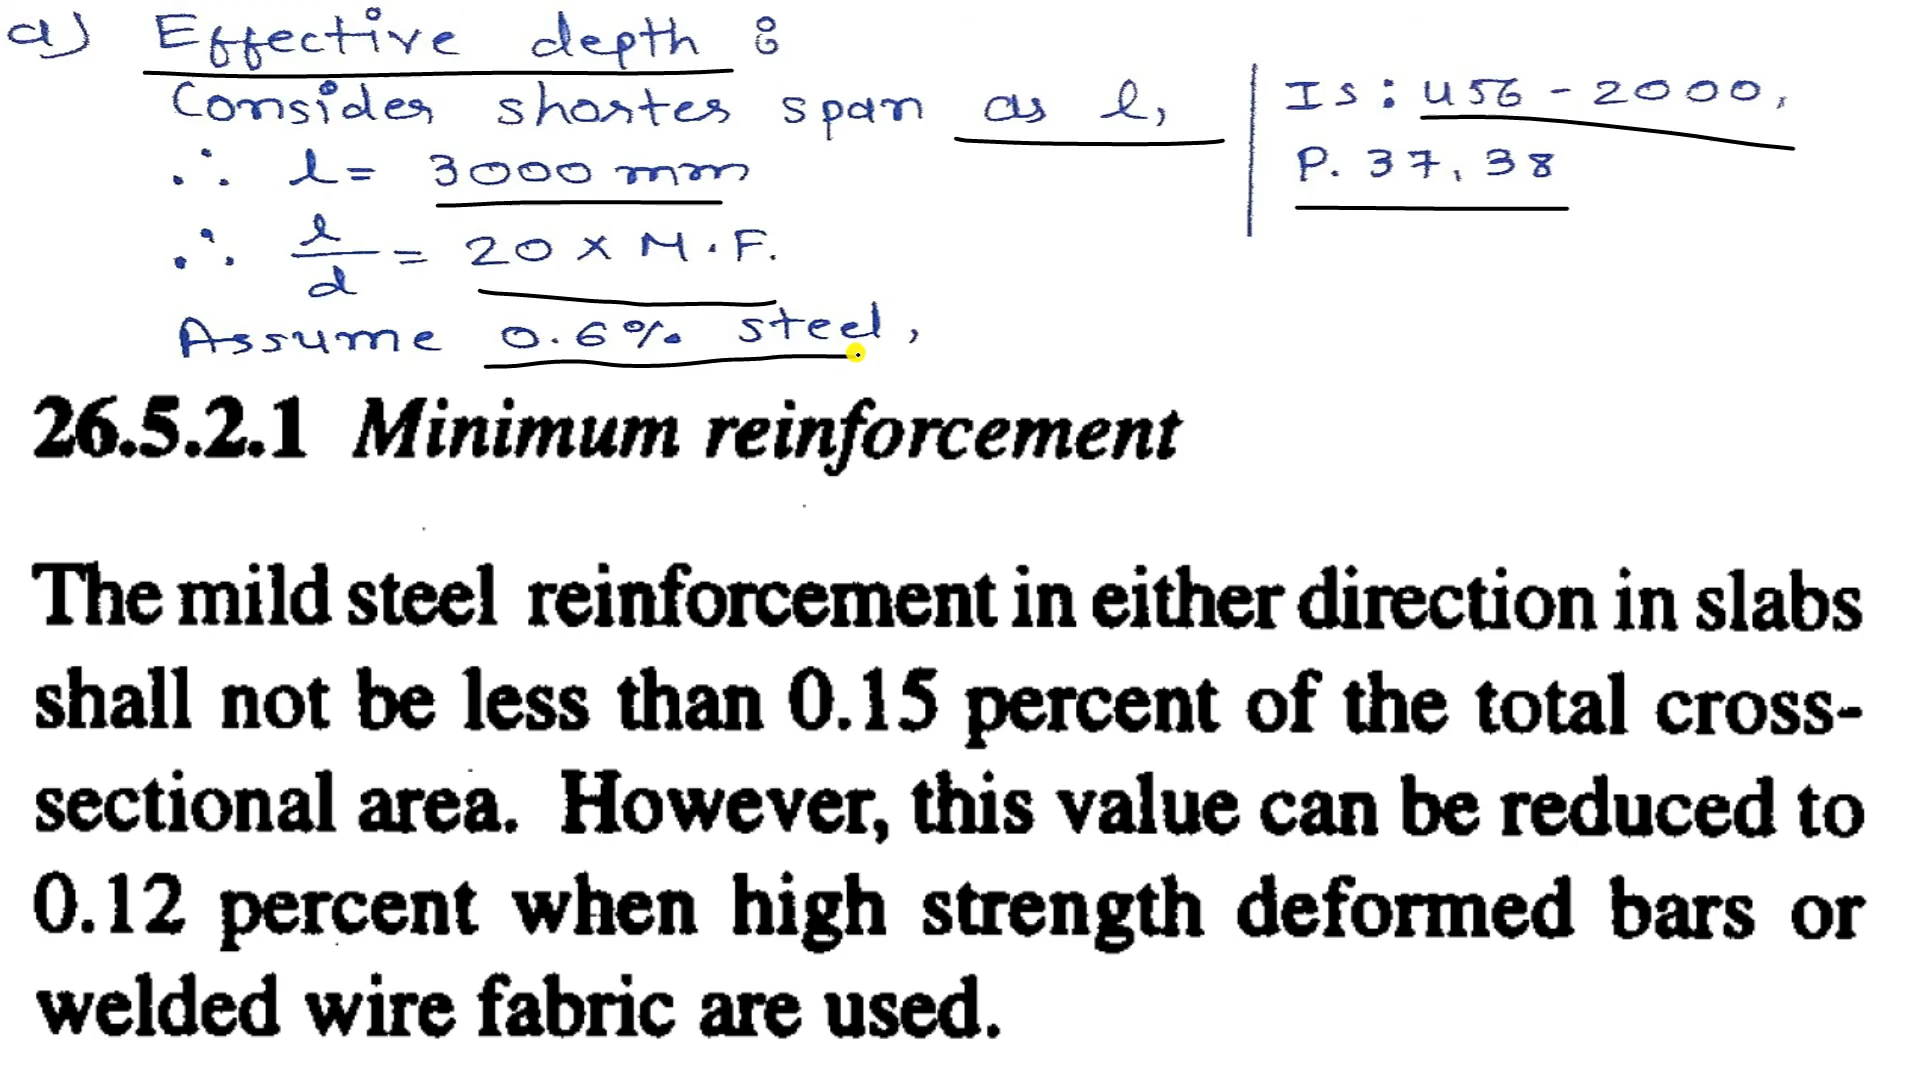 a) Effective depth :
Consider shorter span as l,
∴ l = 3000 mm
∴ l/d = 20 x M.F.
Assume 0.6% steel,
IS : 456 - 2000,
P. 37, 38
26.5.2.1 Minimum reinforcement
The mild steel reinforcement in either direction in slabs
shall not be less than 0.15 percent of the total cross-
sectional area. However, this value can be reduced to
0.12 percent when high strength deformed bars or
welded wire fabric are used.